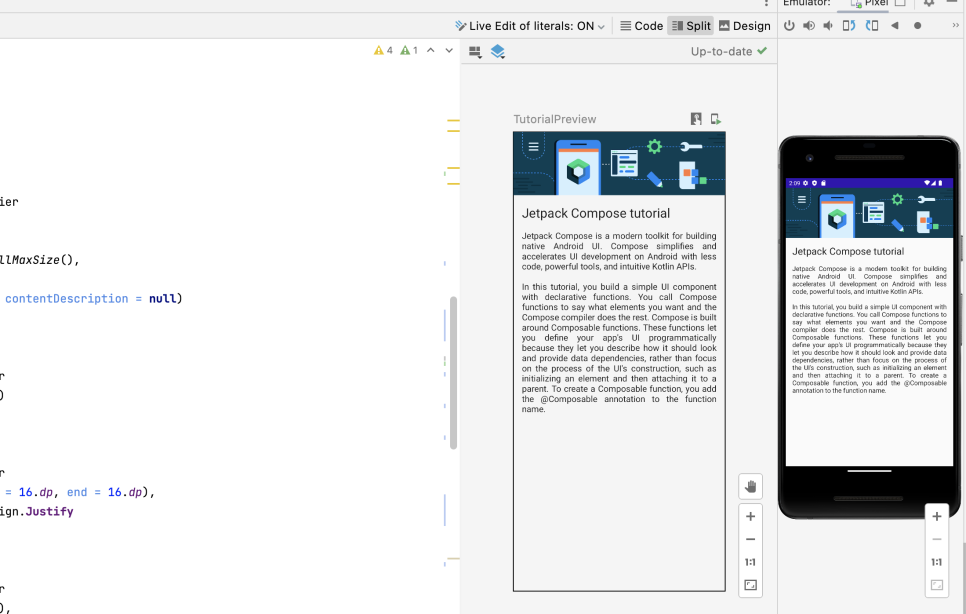 Emulator: Pixel
Live Edit of literals: ON Code Split Design
4 1 Up-to-date
TutorialPreview
ier
llMaxSize(),
contentDescription = null)
r
)
r
= 16.dp, end = 16.dp),
ign.Justify
r
),
Jetpack Compose tutorial
Jetpack Compose is a modern toolkit for building
native Android UI. Compose simplifies and
accelerates UI development on Android with less
code, powerful tools, and intuitive Kotlin APIs.
In this tutorial, you build a simple UI component
with declarative functions. You call Compose
functions to say what elements you want and the
Compose compiler does the rest. Compose is built
around Composable functions. These functions let
you define your app's UI programmatically
because they let you describe how it should look
and provide data dependencies, rather than focus
on the process of the UI's construction, such as
initializing an element and then attaching it to a
parent. To create a Composable function, you add
the @Composable annotation to the function
name.
1:1
2:09
Jetpack Compose tutorial
Jetpack Compose is a modern toolkit for building
native Android UI. Compose simplifies and
accelerates UI development on Android with less
code, powerful tools, and intuitive Kotlin APIs.
In this tutorial, you build a simple UI component with
declarative functions. You call Compose functions to
say what elements you want and the Compose
compiler does the rest. Compose is built around
Composable functions. These functions let you
define your app's UI programmatically because they
let you describe how it should look and provide data
dependencies, rather than focus on the process of
the UI's construction, such as initializing an element
and then attaching it to a parent. To create a
Composable function, you add the @Composable
annotation to the function name.
1:1